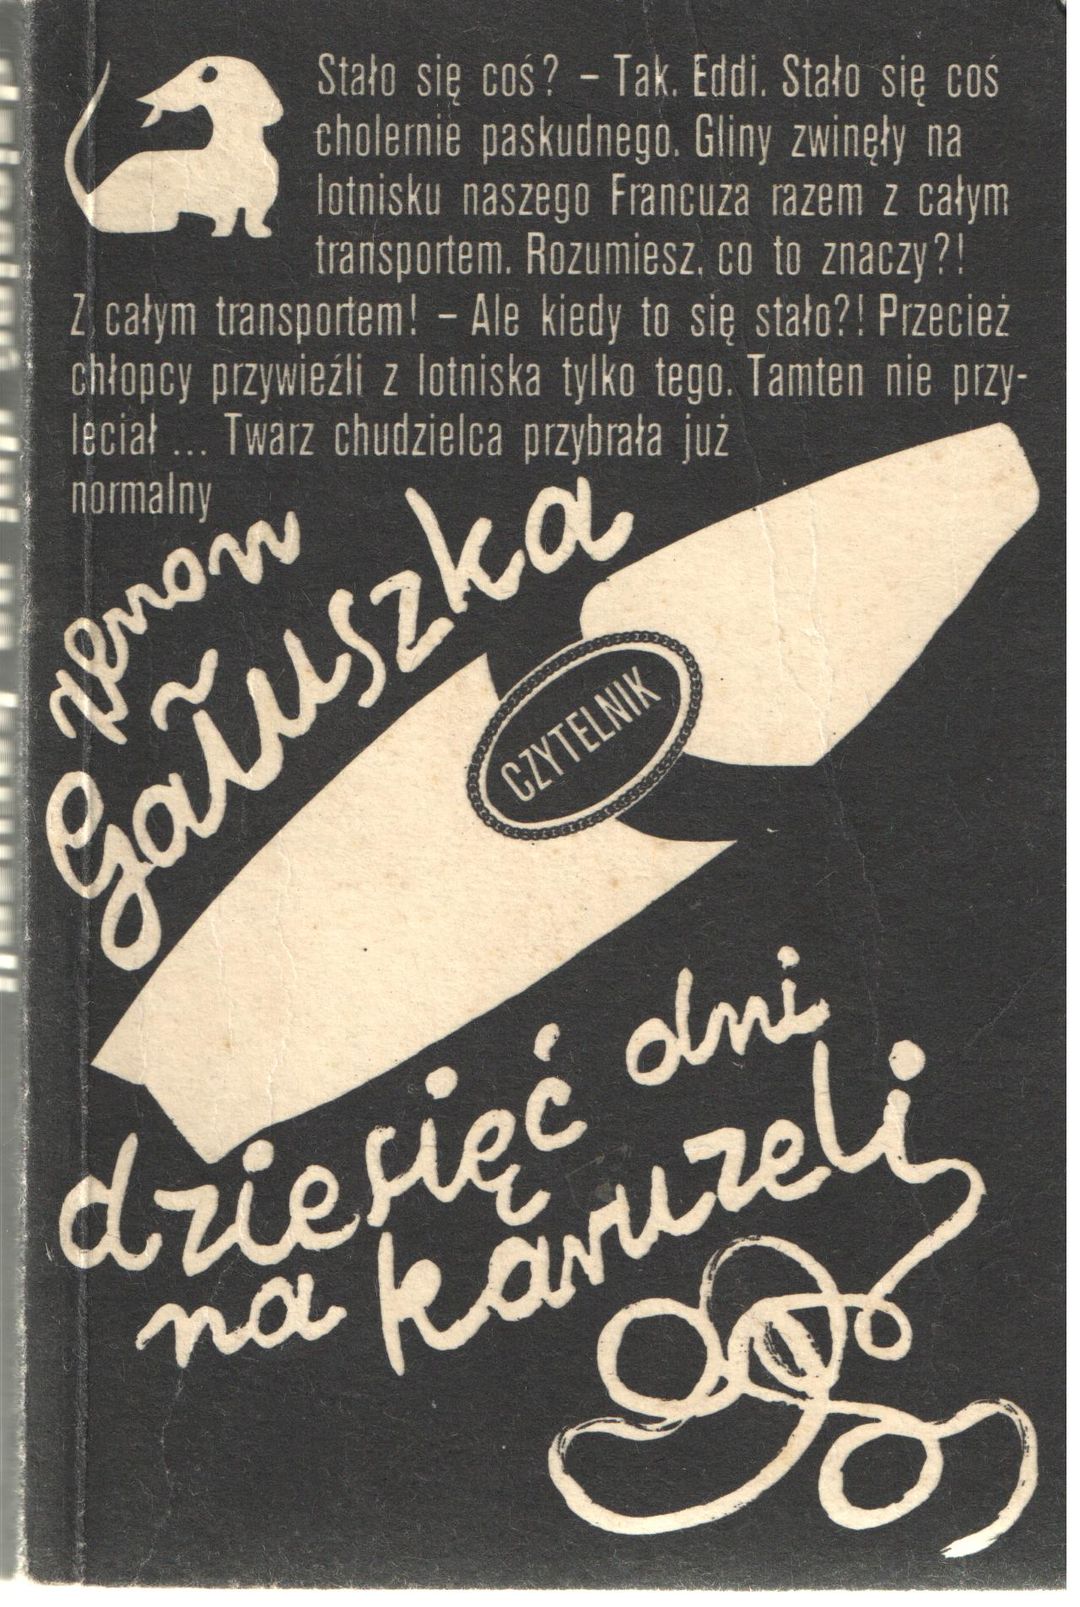 Stało się coś? – Tak. Eddi. Stało się coś
cholernie paskudnego. Gliny zwinęły na
lotnisku naszego Francuza razem z całym
transportem. Rozumiesz, co to znaczy?!
Z całym transportem! – Ale kiedy to się stało?! Przecież
chłopcy przywieźli z lotniska tylko tego. Tamten nie przy-
leciał ... Twarz chudzielca przybrała już
normalny
zenon
Gałuszka
CZYTELNIK
dziesięć dni
na karuzeli